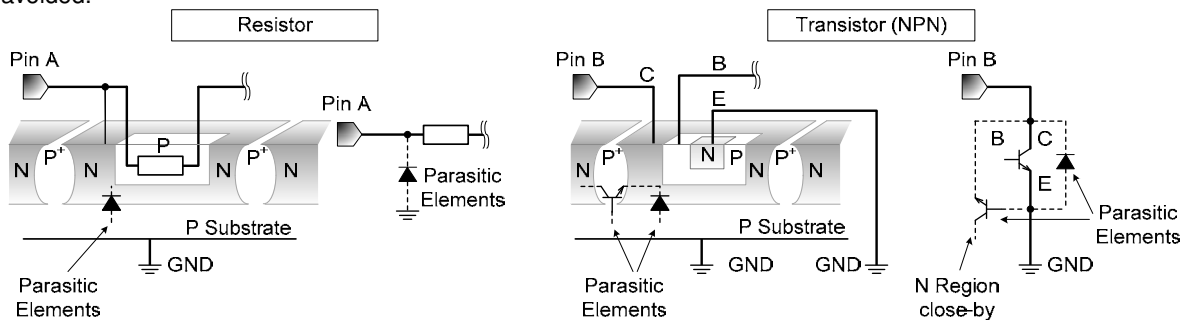 avoided.
Resistor
Transistor (NPN)
Pin A
Pin A
N P+ N P N P+ N
Parasitic
Elements
P Substrate
GND
Parasitic
Elements
Pin B
C
B
E
N P+ N N P N P+ N
P Substrate
GND
GND
Parasitic
Elements
Pin B
B C
E
Parasitic
Elements
GND
N Region
close-by